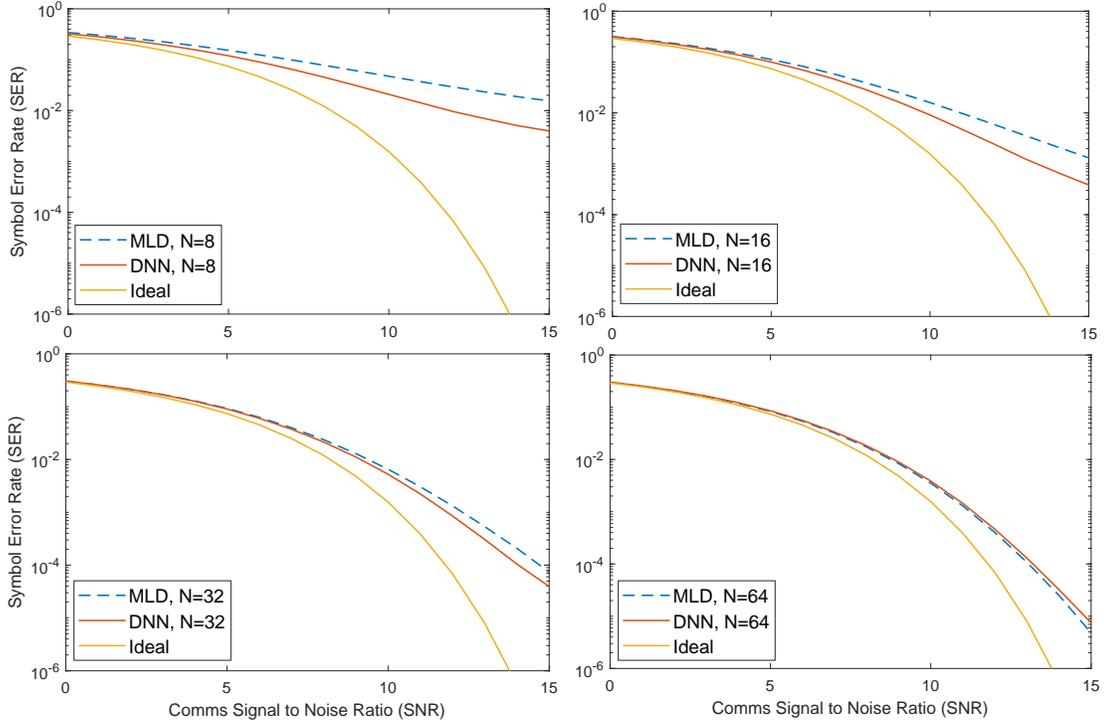 10^0
10^-2
10^-4
10^-6
Symbol Error Rate (SER)
MLD, N=8
DNN, N=8
Ideal
0 5 10 15
10^0
10^-2
10^-4
10^-6
MLD, N=16
DNN, N=16
Ideal
0 5 10 15
10^0
10^-2
10^-4
10^-6
Symbol Error Rate (SER)
MLD, N=32
DNN, N=32
Ideal
0 5 10 15
Comms Signal to Noise Ratio (SNR)
10^0
10^-2
10^-4
10^-6
MLD, N=64
DNN, N=64
Ideal
0 5 10 15
Comms Signal to Noise Ratio (SNR)